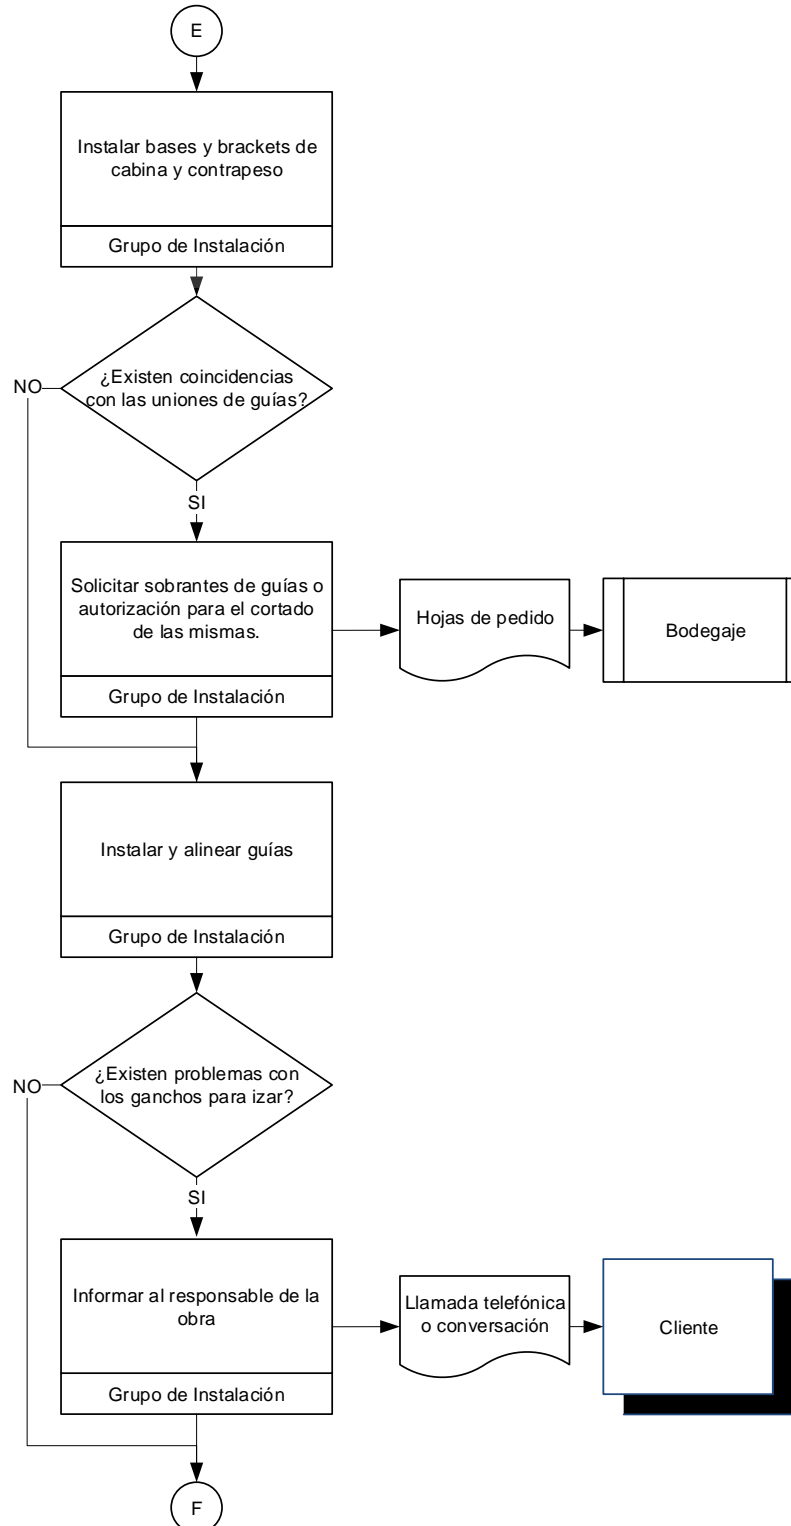 E
Instalar bases y brackets de
cabina y contrapeso
Grupo de Instalación
¿Existen coincidencias
con las uniones de guías?
NO
SI
Solicitar sobrantes de guías o
autorización para el cortado
de las mismas.
Grupo de Instalación
Hojas de pedido
Bodegaje
Instalar y alinear guías
Grupo de Instalación
¿Existen problemas con
los ganchos para izar?
NO
SI
Informar al responsable de la
obra
Grupo de Instalación
Llamada telefónica
o conversación
Cliente
F